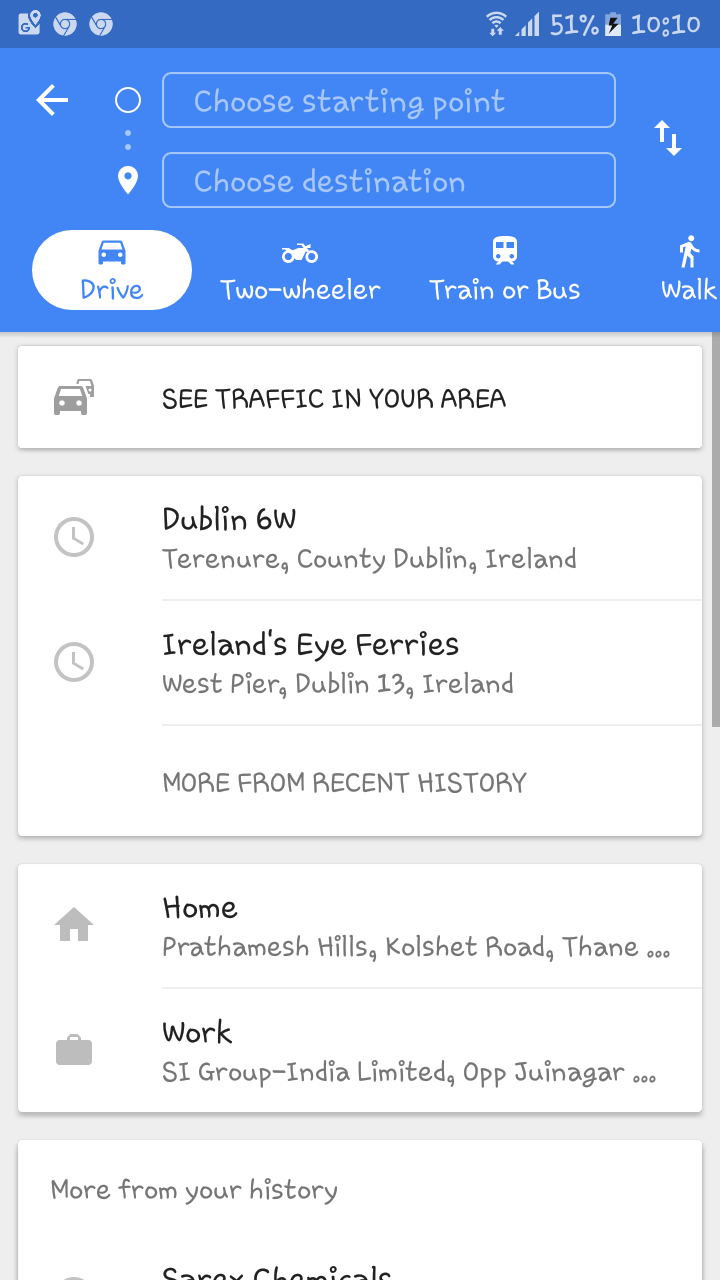 51% 10:10
Choose starting point
Choose destination
Drive
Two-wheeler
Train or Bus
Walk
SEE TRAFFIC IN YOUR AREA
Dublin 6W
Terenure, County Dublin, Ireland
Ireland's Eye Ferries
West Pier, Dublin 13, Ireland
MORE FROM RECENT HISTORY
Home
Prathamesh Hills, Kolshet Road, Thane ...
Work
SI Group-India Limited, Opp Juinagar ...
More from your history
Sarex Chemicals